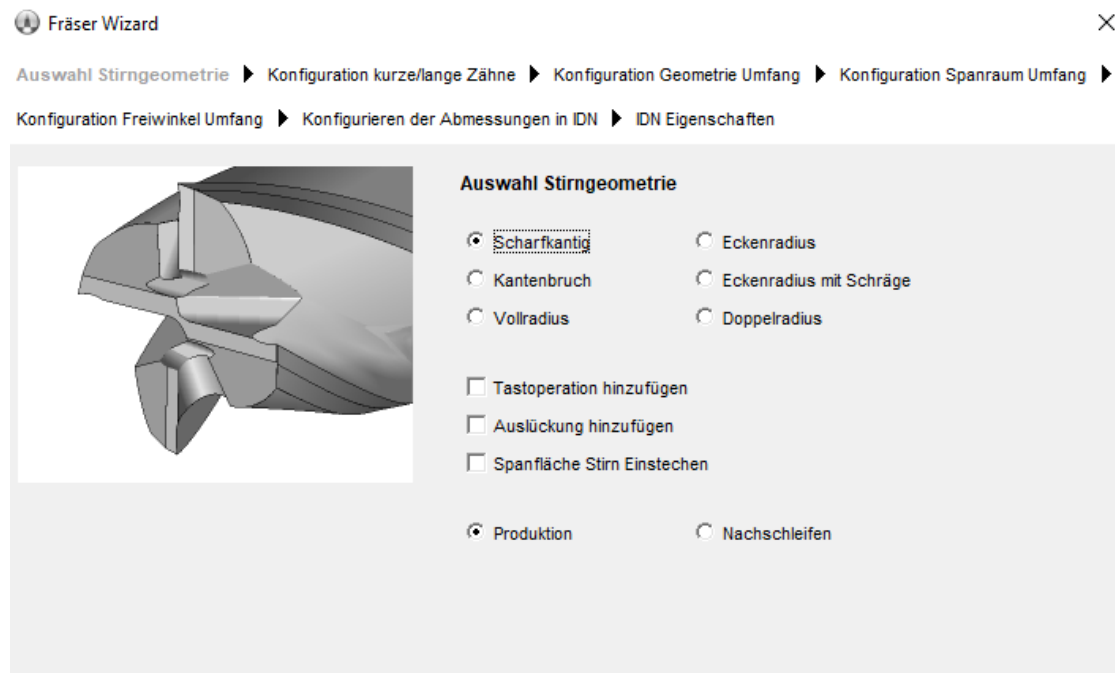 Fräser Wizard
Auswahl Stirngeometrie Konfiguration kurze/lange Zähne Konfiguration Geometrie Umfang Konfiguration Spanraum Umfang
Konfiguration Freiwinkel Umfang Konfigurieren der Abmessungen in IDN IDN Eigenschaften
Auswahl Stirngeometrie
Scharfkantig Eckenradius
Kantenbruch Eckenradius mit Schräge
Vollradius Doppelradius
Tastoperation hinzufügen
Auslückung hinzufügen
Spanfläche Stirn Einstechen
Produktion Nachschleifen